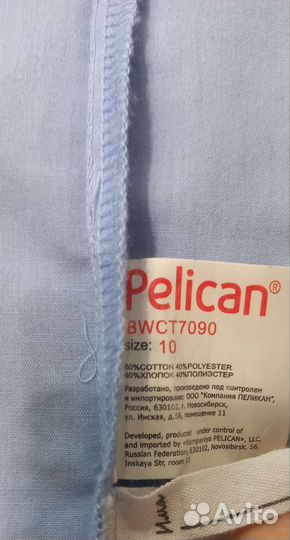 Pelican®
BWCT7090
size: 10
60%COTTON 40%POLYESTER
60%ХЛОПОК 40%ПОЛИЭСТЕР
Разработано, произведено под контролем
и импортировано: ООО "Компания ПЕЛИКАН",
Россия, 630102, г. Новосибирск,
ул. Инская, д. 56, помещение 11
Developed, produced under control
and imported by «Kompaniya PELICAN», LLC,
Russian Federation, 630102, Novosibirsk, 56,
Inskaya Str, room
Avito